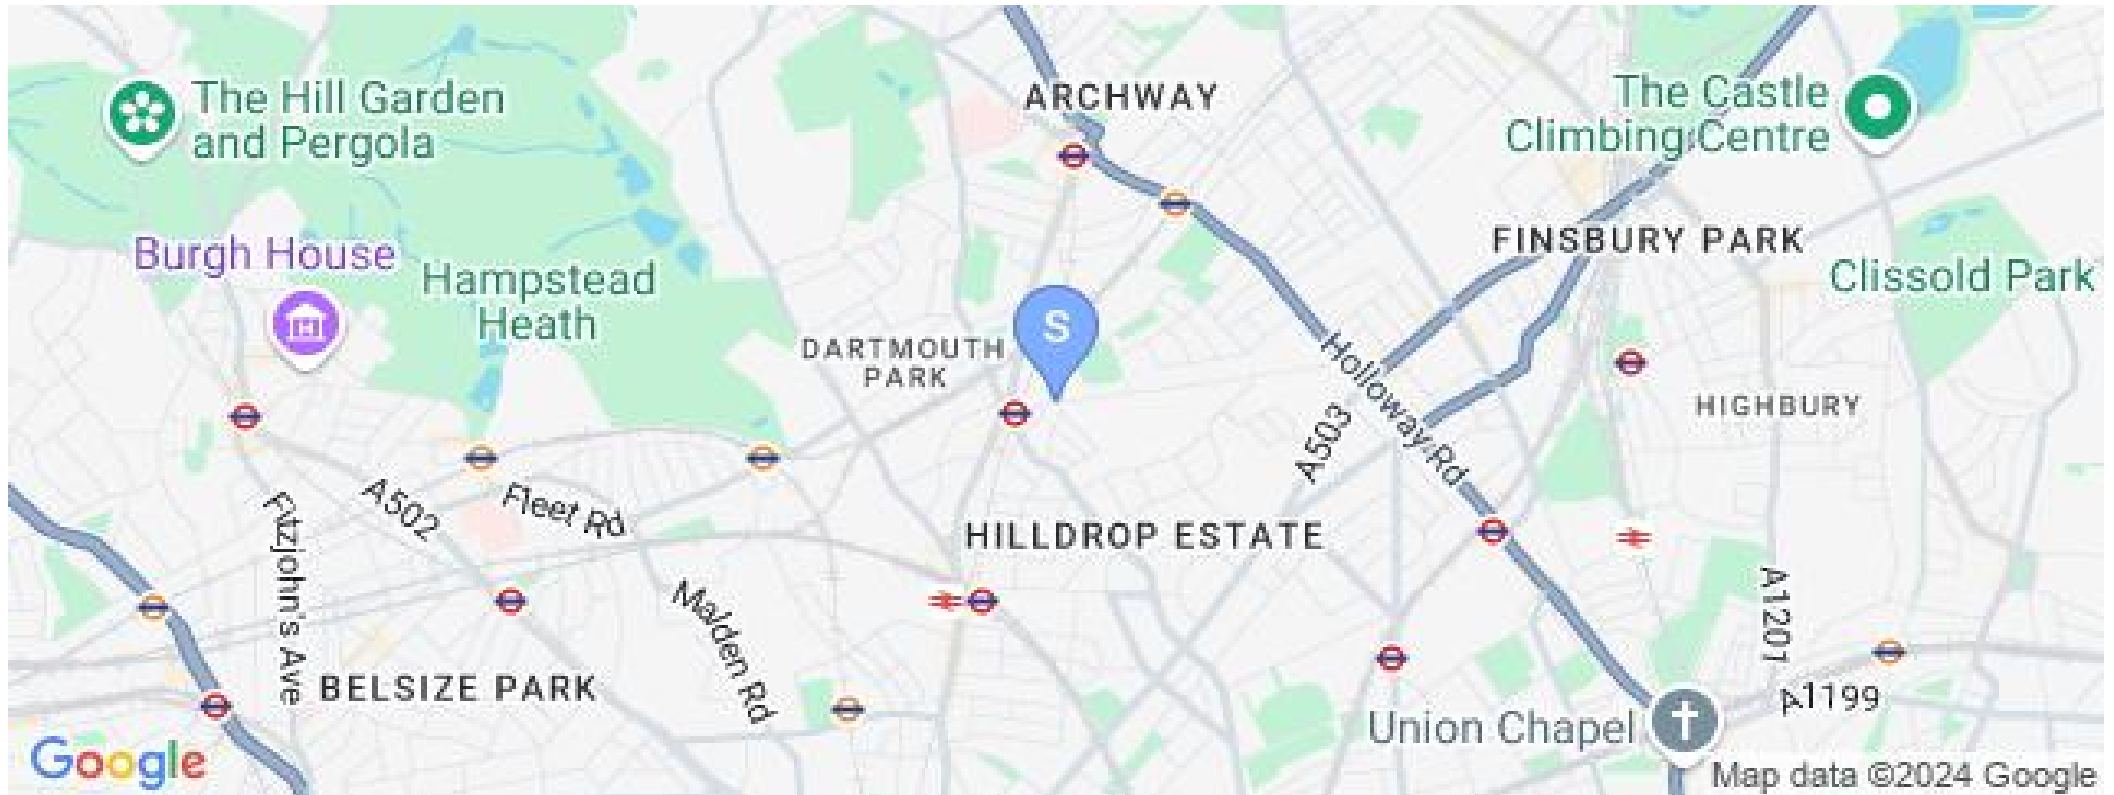 ARCHWAY
The Hill Garden
and Pergola
The Castle
Climbing Centre
Burgh House
Hampstead
Heath
FINSBURY PARK
Clissold Park
S
DARTMOUTH
PARK
Holloway Rd
A503
HIGHBURY
A502
Fleet Rd
Fitzjohn's Ave
HILLDROP ESTATE
Malden Rd
A1201
BELSIZE PARK
A1199
Union Chapel
Google
Map data ©2024 Google